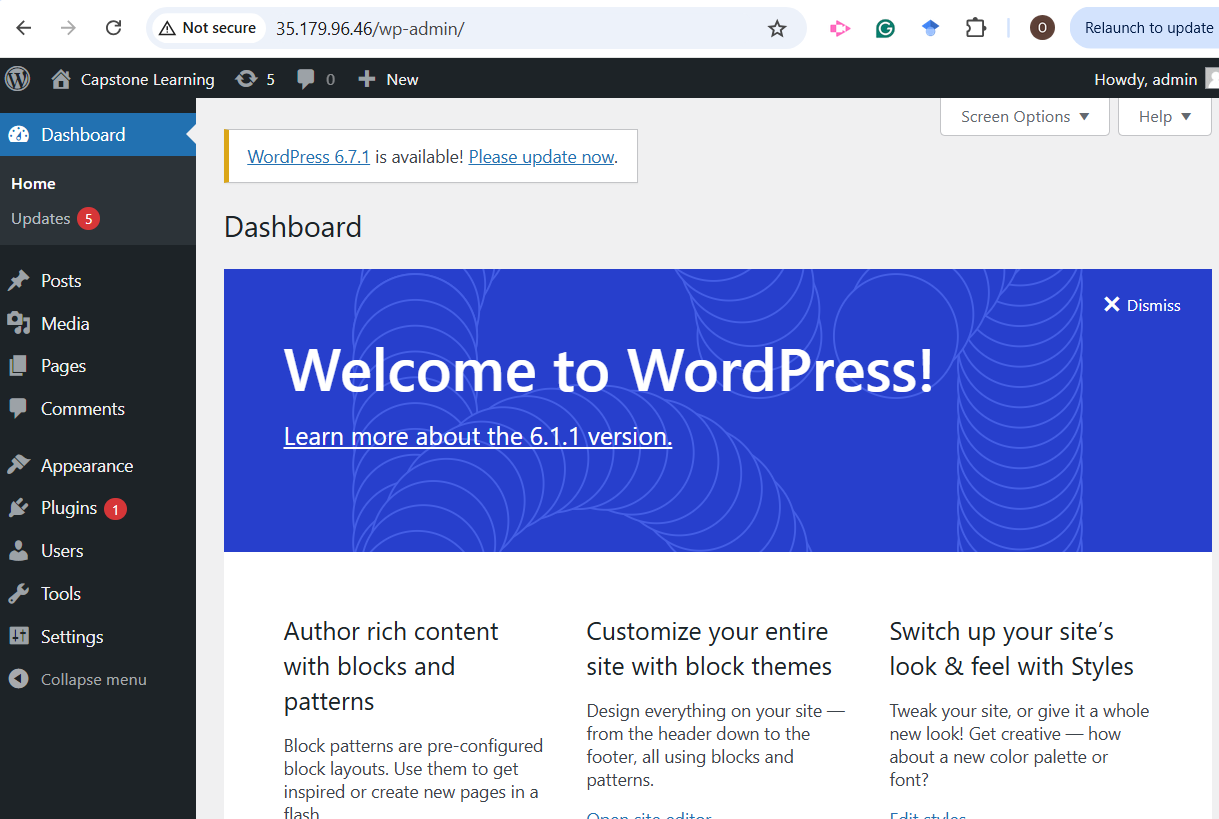 Not secure 35.179.96.46/wp-admin/ O Relaunch to update
Capstone Learning 5 0 New Howdy, admin
Screen Options Help
Dashboard
Home
Updates 5
Posts
Media
Pages
Comments
Appearance
Plugins 1
Users
Tools
Settings
Collapse menu
WordPress 6.7.1 is available! Please update now.
Dashboard
Dismiss
Welcome to WordPress!
Learn more about the 6.1.1 version.
Author rich content
with blocks and
patterns
Block patterns are pre-configured
block layouts. Use them to get
inspired or create new pages in a
flash.
Customize your entire
site with block themes
Design everything on your site —
from the header down to the
footer, all using blocks and
patterns.
Open site editor
Switch up your site’s
look & feel with Styles
Tweak your site, or give it a whole
new look! Get creative — how
about a new color palette or
font?
Edit styles